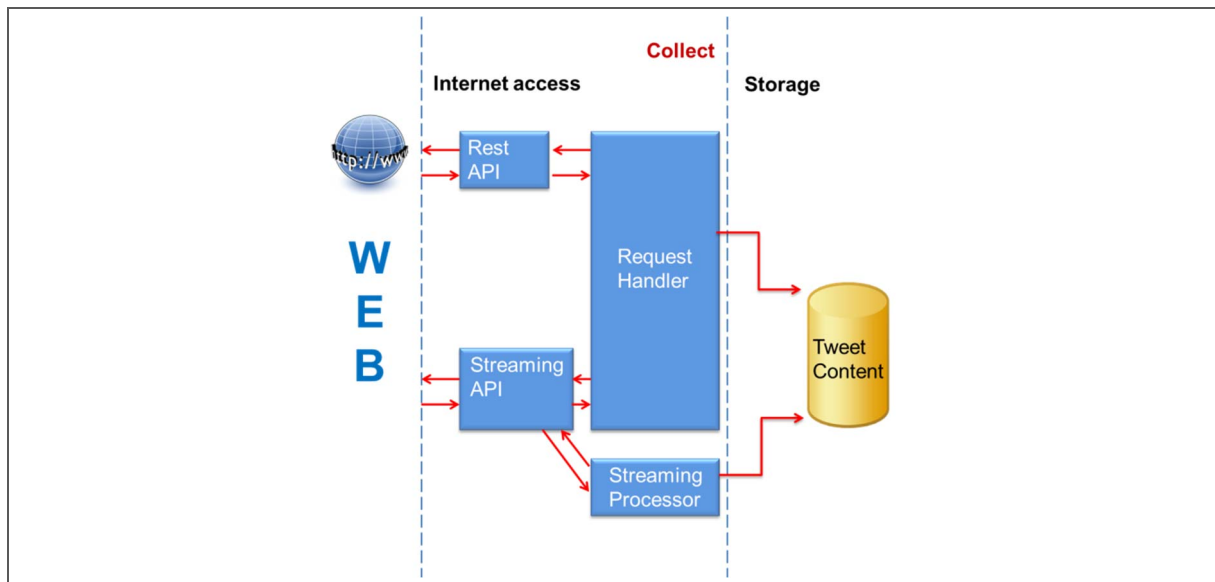 Collect
Internet access
Storage
http://www
Rest
API
Request
Handler
W
E
B
Streaming
API
Tweet
Content
Streaming
Processor